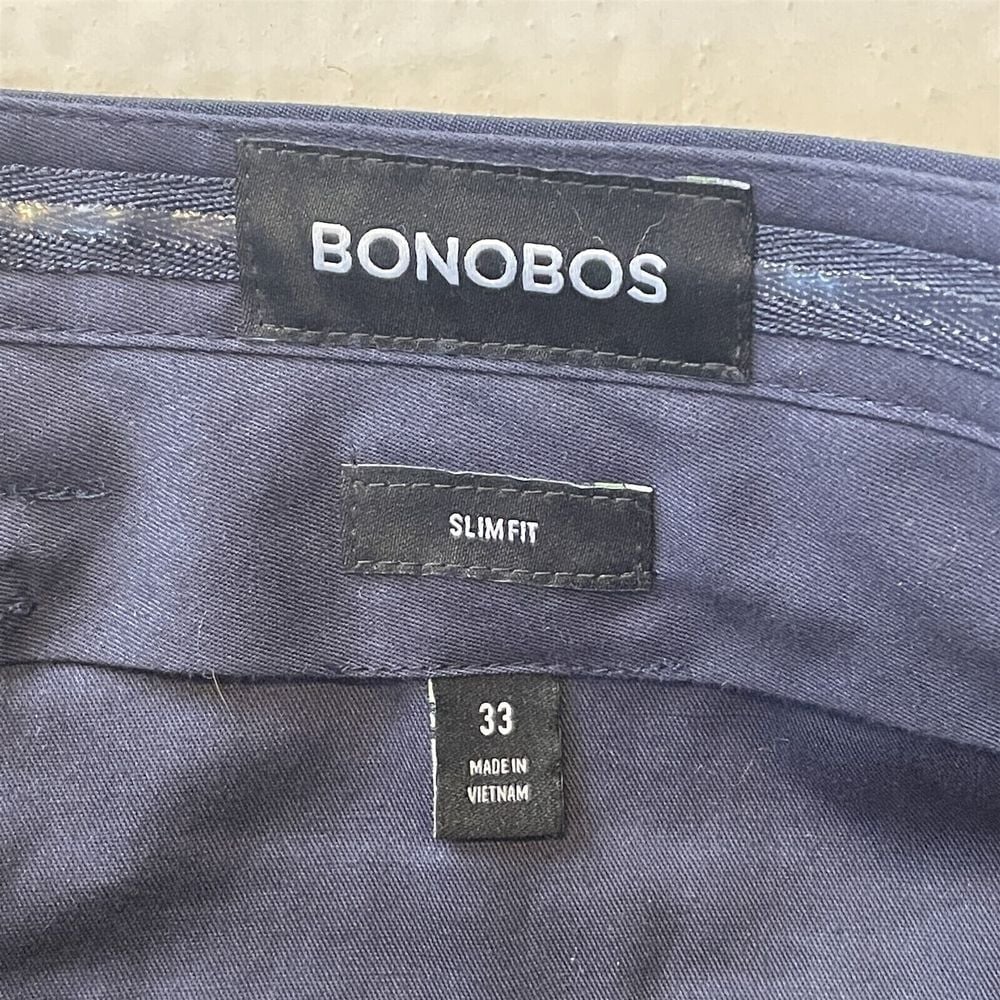 BONOBOS
SLIM FIT
33
MADE IN
VIETNAM